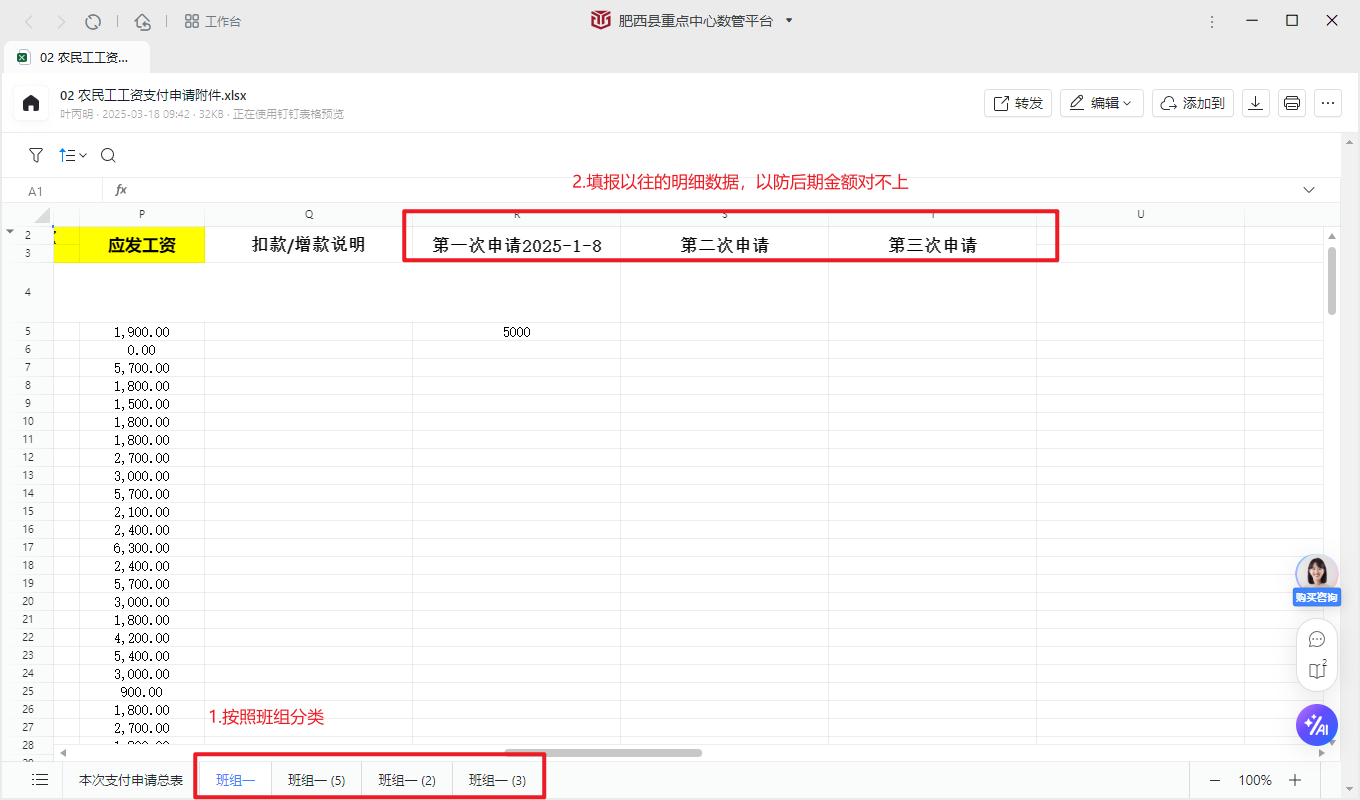 工作台
肥西县重点中心数管平台
02 农民工工资...
02 农民工工资支付申请附件.xlsx
叶丙明 · 2025-03-18 09:42 · 32KB · 正在使用钉钉表格预览
转发
编辑
添加到
A1
fx
2.填报以往的明细数据，以防后期金额对不上
P Q R S T U
2 应发工资 扣款/增款说明 第一次申请2025-1-8 第二次申请 第三次申请
3
4
5 1,900.00 5000
6 0.00
7 5,700.00
8 1,800.00
9 1,500.00
10 1,800.00
11 1,800.00
12 2,700.00
13 3,000.00
14 5,700.00
15 2,100.00
16 2,400.00
17 6,300.00
18 2,400.00
19 5,700.00
20 3,000.00
21 1,800.00
22 4,200.00
23 5,400.00
24 3,000.00
25 900.00
26 1,800.00
27 2,700.00
28
购买咨询
2
AI
1.按照班组分类
本次支付申请总表 班组一 班组一 (5) 班组一 (2) 班组一 (3)
100%